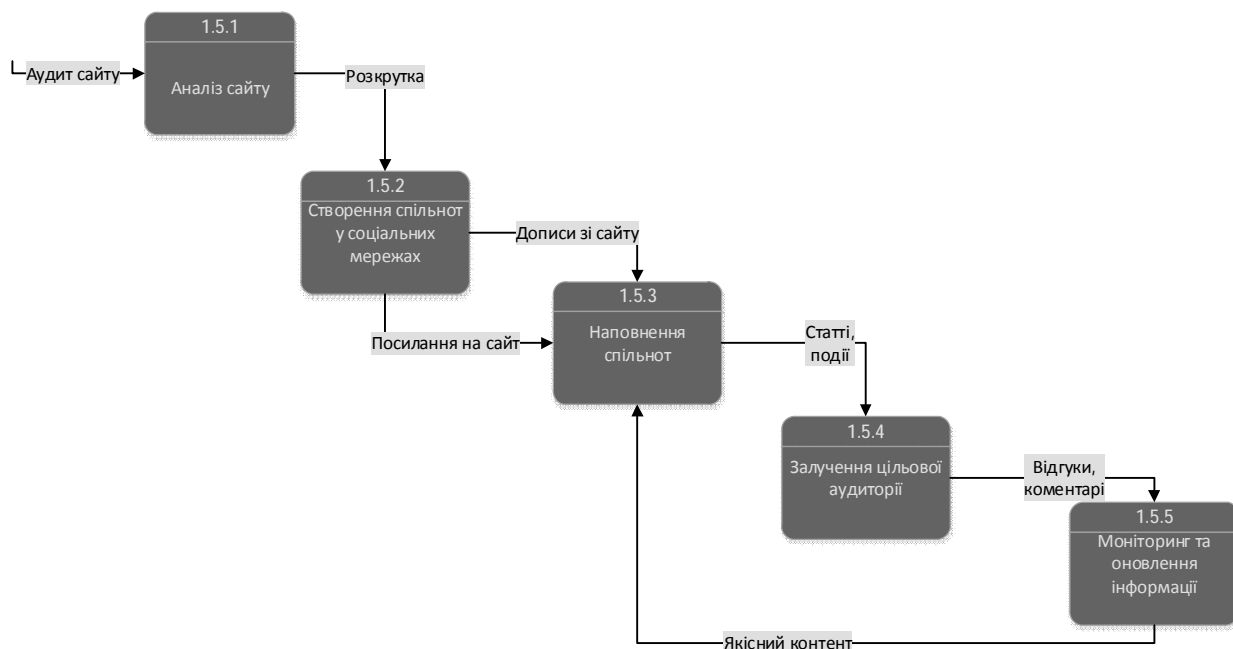 1.5.1
Аудит сайту
Аналіз сайту
Розкрутка
1.5.2
Створення спільнот
у соціальних
мережах
Дописи зі сайту
Посилання на сайт
1.5.3
Наповнення
спільнот
Статті,
події
1.5.4
Залучення цільової
аудиторії
Відгуки,
коментарі
1.5.5
Моніторинг та
оновлення
інформації
Якісний контент